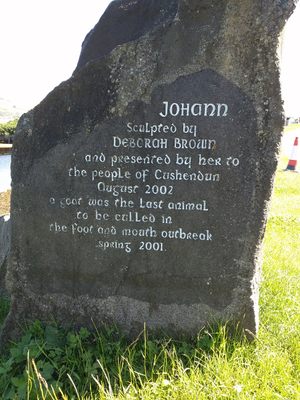 JOHANN
Sculpted by
DEBORAH BROWN
and presented by her to
the people of Cushendun
August 2002
a goat was the last animal
to be culled in
the foot and mouth outbreak
spring 2001.